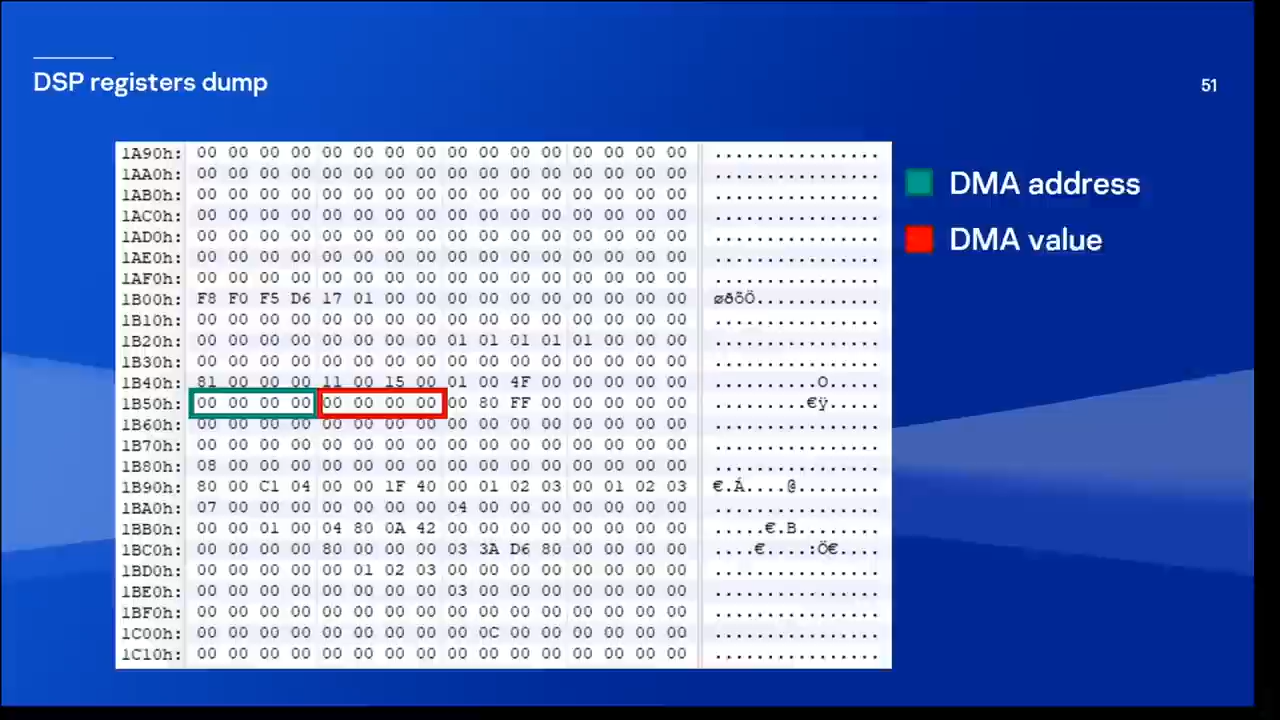 DSP registers dump
51
1A90h: 00 00 00 00 00 00 00 00 00 00 00 00 00 00 00 00 ................
1AA0h: 00 00 00 00 00 00 00 00 00 00 00 00 00 00 00 00 ................
1AB0h: 00 00 00 00 00 00 00 00 00 00 00 00 00 00 00 00 ................
1AC0h: 00 00 00 00 00 00 00 00 00 00 00 00 00 00 00 00 ................
1AD0h: 00 00 00 00 00 00 00 00 00 00 00 00 00 00 00 00 ................
1AE0h: 00 00 00 00 00 00 00 00 00 00 00 00 00 00 00 00 ................
1AF0h: 00 00 00 00 00 00 00 00 00 00 00 00 00 00 00 00 ................
1B00h: F8 F0 F5 D6 17 01 00 00 00 00 00 00 00 00 00 00 øðõÖ............
1B10h: 00 00 00 00 00 00 00 00 00 00 00 00 00 00 00 00 ................
1B20h: 00 00 00 00 00 00 00 00 01 01 01 01 01 00 00 00 ................
1B30h: 00 00 00 00 00 00 00 00 00 00 00 00 00 00 00 00 ................
1B40h: 81 00 00 00 11 00 15 00 01 00 4F 00 00 00 00 00 ..........O.....
1B50h: 00 00 00 00 00 00 00 00 00 80 FF 00 00 00 00 00 .........€ÿ.....
1B60h: 00 00 00 00 00 00 00 00 00 00 00 00 00 00 00 00 ................
1B70h: 00 00 00 00 00 00 00 00 00 00 00 00 00 00 00 00 ................
1B80h: 08 00 00 00 00 00 00 00 00 00 00 00 00 00 00 00 ................
1B90h: 80 00 C1 04 00 00 1F 40 00 01 02 03 00 01 02 03 €.Á....@........
1BA0h: 07 00 00 00 00 00 00 00 04 00 00 00 00 00 00 00 ................
1BB0h: 00 00 01 00 04 80 0A 42 00 00 00 00 00 00 00 00 .....€.B........
1BC0h: 00 00 00 00 80 00 00 00 03 3A D6 80 00 00 00 00 ....€....:Ö€....
1BD0h: 00 00 00 00 00 01 02 03 00 00 00 00 00 00 00 00 ................
1BE0h: 00 00 00 00 00 00 00 00 03 00 00 00 00 00 00 00 ................
1BF0h: 00 00 00 00 00 00 00 00 00 00 00 00 00 00 00 00 ................
1C00h: 00 00 00 00 00 00 00 00 00 0C 00 00 00 00 00 00 ................
1C10h: 00 00 00 00 00 00 00 00 00 00 00 00 00 00 00 00 ................
DMA address
DMA value